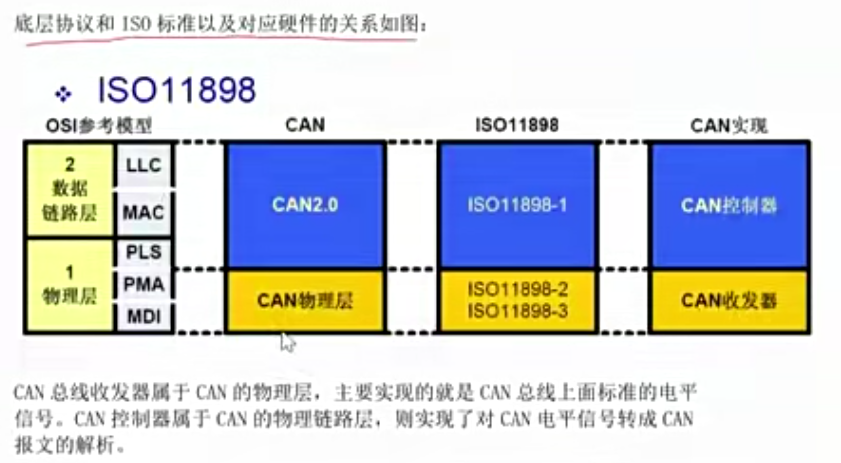 底层协议和 ISO 标准以及对应硬件的关系如图:
❖ ISO11898
OSI参考模型 CAN ISO11898 CAN实现
2
数据
链路层
LLC
MAC
1
物理层
PLS
PMA
MDI
CAN2.0
CAN物理层
ISO11898-1
ISO11898-2
ISO11898-3
CAN控制器
CAN收发器
CAN 总线收发器属于 CAN 的物理层，主要实现的就是 CAN 总线上面标准的电平
信号。CAN 控制器属于 CAN 的物理链路层，则实现了对 CAN 电平信号转成 CAN
报文的解析。